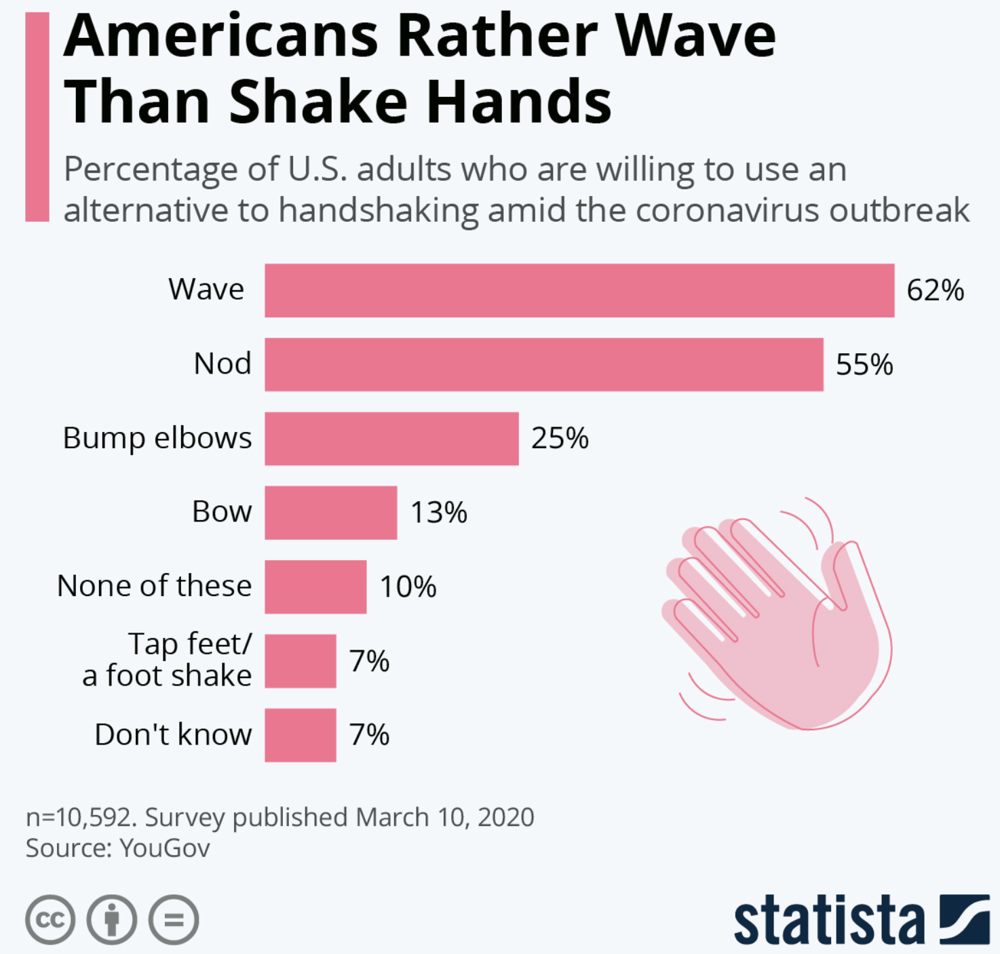 Americans Rather Wave
Than Shake Hands
Percentage of U.S. adults who are willing to use an
alternative to handshaking amid the coronavirus outbreak
Wave 62%
Nod 55%
Bump elbows 25%
Bow 13%
None of these 10%
Tap feet/
a foot shake 7%
Don't know 7%
n=10,592. Survey published March 10, 2020
Source: YouGov
cc =
statista